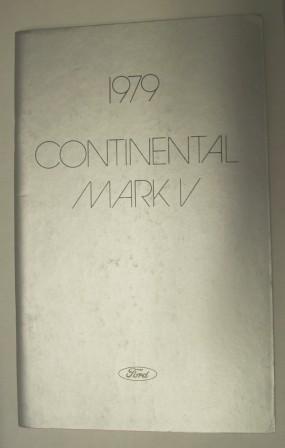 1979
CONTINENTAL
MARK V
Ford